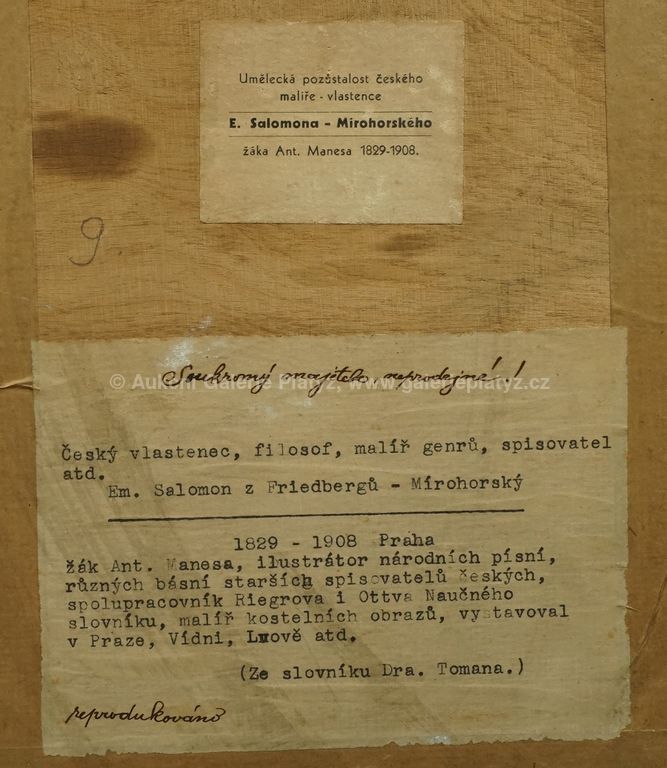 Umělecká pozůstalost českého
malíře - vlastence
E. Salomona - Mírohorského
žáka Ant. Manesa 1829-1908.
9
Soukromý majitel, neprodejné!
© Aukční Galerie Platýz, www.galerieplatyz.cz
Český vlastenec, filosof, malíř genrů, spisovatel
atd.
Em. Salomon z Friedbergů - Mírohorský
1829 - 1908 Praha
žák Ant. Manesa, ilustrátor národních písní,
různých básní starších spisovatelů českých,
spolupracovník Riegrova i Ottva Naučného
slovníku, malíř kostelních obrazů, vystavoval
v Praze, Vídni, Lvově atd.
(Ze slovníku Dra. Tomana.)
reprodukováno